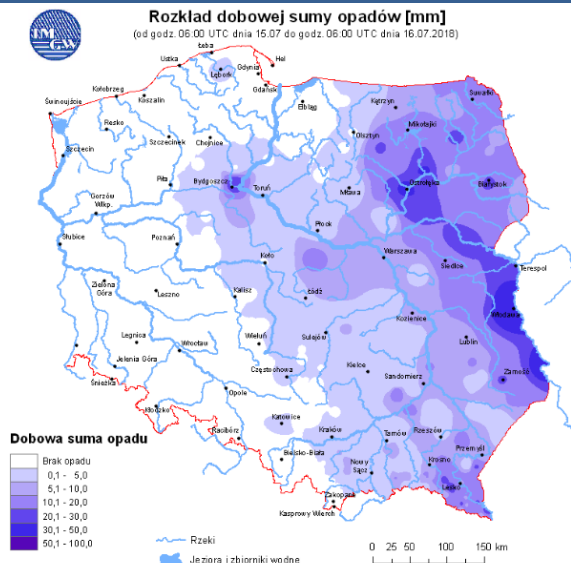 IM
GW
Rozkład dobowej sumy opadów [mm]
(od godz. 06:00 UTC dnia 15.07 do godz. 06:00 UTC dnia 16.07.2018)
Łeba
Ustka
Hel
Lębork
Gdynia
Gdańsk
Suwałki
Kołobrzeg
Koszalin
Świnoujście
Elbląg
Kętrzyn
Resko
Mikołajki
Szczecinek
Chojnice
Olsztyn
Szczecin
Piła
Bydgoszcz
Toruń
Mława
Ostrołęka
Białystok
Gorzów
Wlkp.
Płock
Słubice
Poznań
Koło
Warszawa
Siedlce
Terespol
Zielona
Góra
Leszno
Kalisz
Łódź
Kozienice
Włodawa
Legnica
Wrocław
Wieluń
Sulejów
Lublin
Jelenia Góra
Śnieżka
Częstochowa
Kielce
Sandomierz
Zamość
Opole
Kłodzko
Katowice
Racibórz
Kraków
Tarnów
Rzeszów
Przemyśl
Bielsko-Biała
Nowy
Sącz
Krosno
Lesko
Zakopane
Kasprowy Wierch
Dobowa suma opadu
Brak opadu
0,1 - 5,0
5,1 - 10,0
10,1 - 20,0
20,1 - 30,0
30,1 - 50,0
50,1 - 100,0
Rzeki
Jeziora i zbiorniki wodne
0 25 50 100 150 km